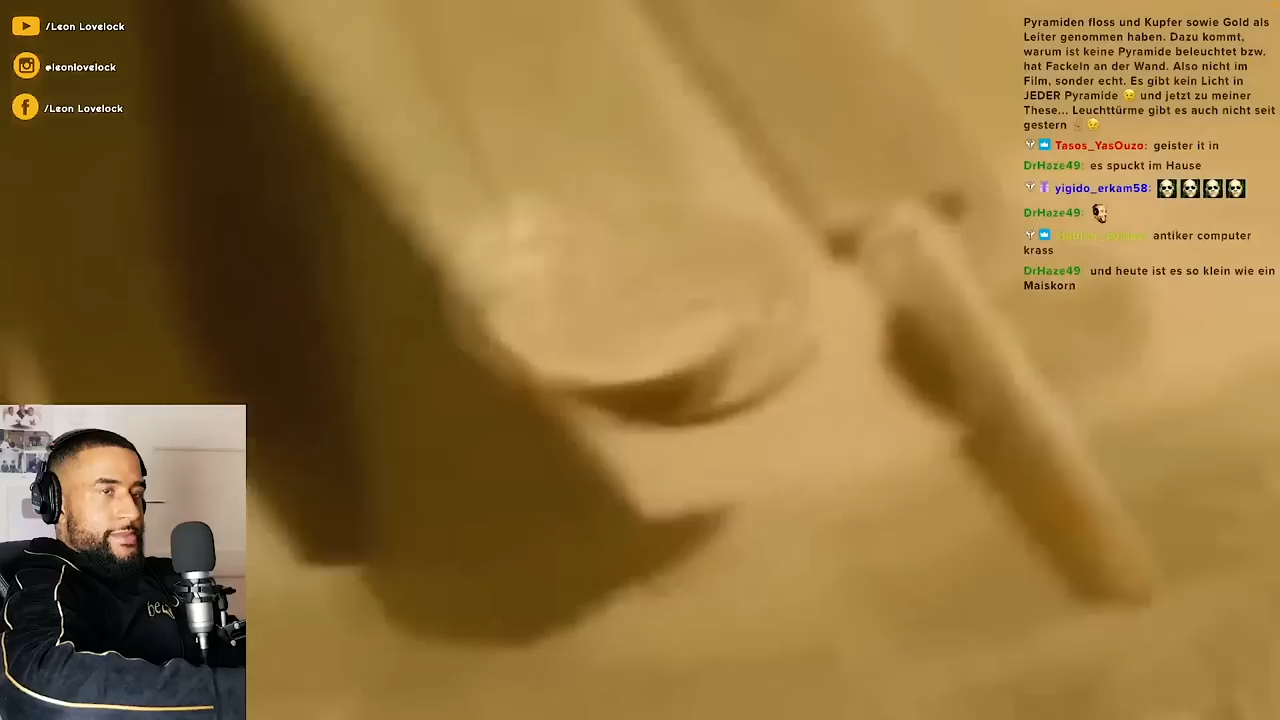 /Leon Lovelock
@leonlovelock
/Leon Lovelock
Pyramiden floss und Kupfer sowie Gold als
Leiter genommen haben. Dazu kommt,
warum ist keine Pyramide beleuchtet bzw.
hat Fackeln an der Wand. Also nicht im
Film, sonder echt. Es gibt kein Licht in
JEDER Pyramide 😉 und jetzt zu meiner
These... Leuchttürme gibt es auch nicht seit
gestern
Tasos_YasOuzo: geister it in
DrHaze49: es spuckt im Hause
yigido_erkam58:
DrHaze49:
antiker computer
krass
DrHaze49: und heute ist es so klein wie ein
Maiskorn